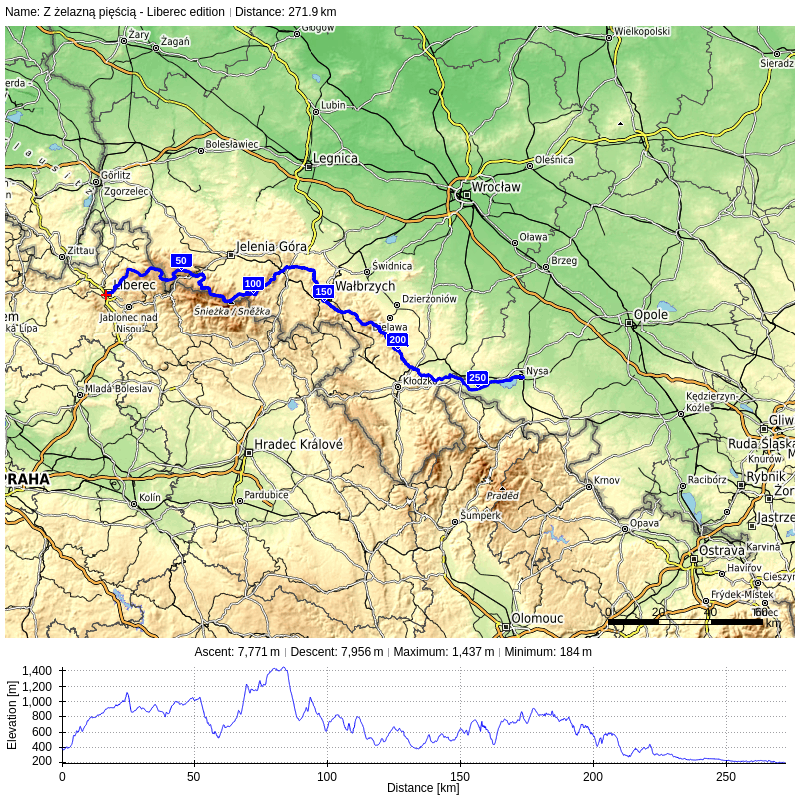 Name: Z żelazną pięścią - Liberec edition | Distance: 271.9 km
Głogów
Wielkopolski
Żary
Żagań
Sieradz
Lubin
Bolesławiec
Legnica
Oleśnica
Görlitz
Zgorzelec
Wrocław
Oława
Zittau
Jelenia Góra
50
Świdnica
Brzeg
Liberec
100
150
Wałbrzych
Dzierżoniów
Jablonec nad
Nisou
Śnieżka / Sněžka
Opole
ká Lípa
elawa
200
Nysa
250
Kłodzk
Mladá Boleslav
Kędzierzyn-
Koźle
Gliw
Hradec Králové
Ruda Śląska
Knurów
PRAHA
Rybnik
Krnov
Racibórz
Kolín
Pardubice
Praděd
Żor
Šumperk
Opava
Jastrzę
Ostrava
Karviná
Havířov
Cieszyn
Frýdek-Místek
Olomouc
0 20 40 60
km
Ascent: 7,771 m | Descent: 7,956 m | Maximum: 1,437 m | Minimum: 184 m
Elevation [m]
1,400
1,200
1,000
800
600
400
200
0 50 100 150 200 250
Distance [km]